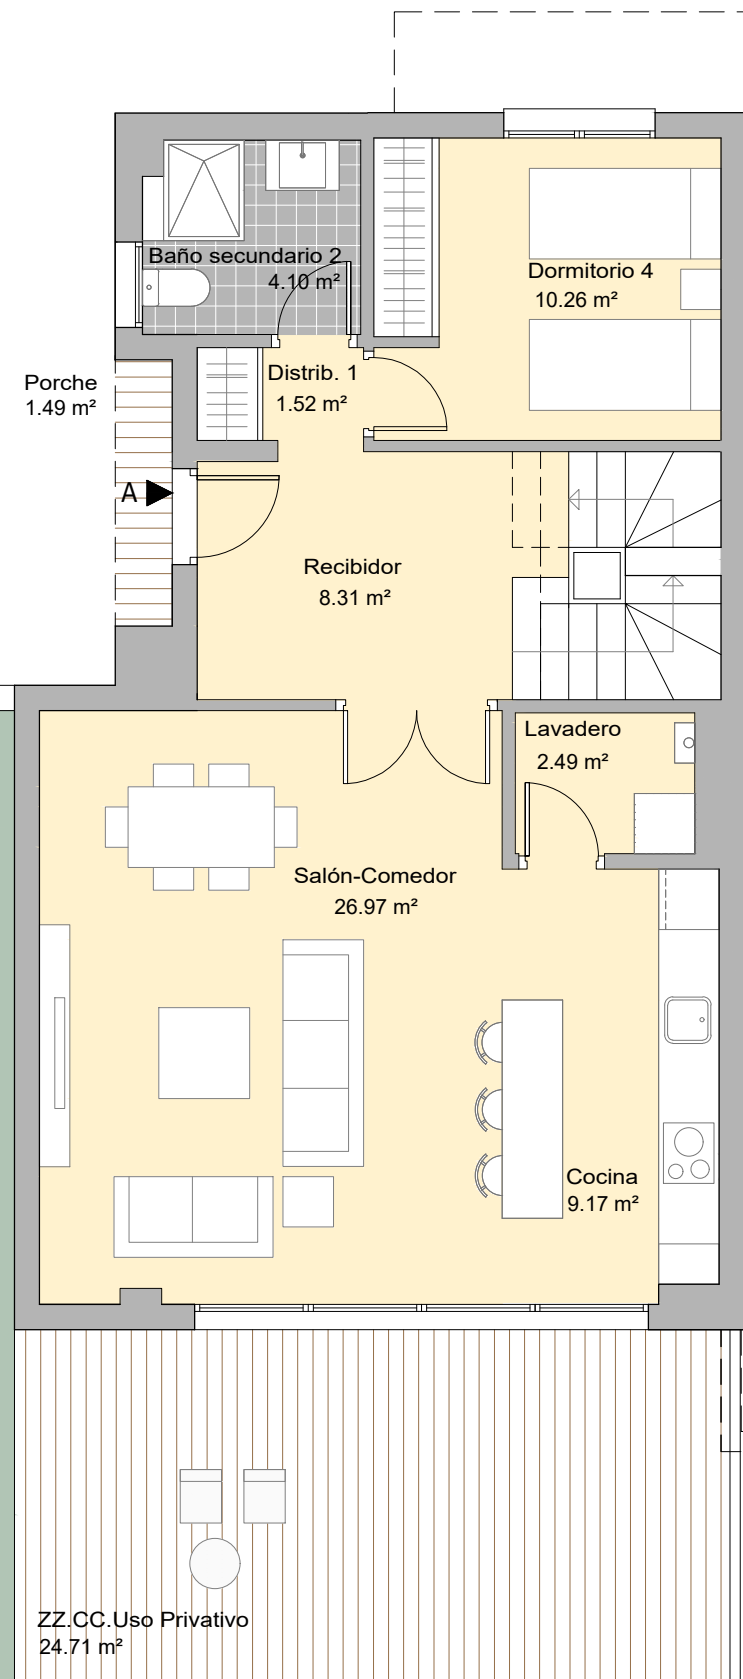 Baño secundario 2
4.10 m²
Dormitorio 4
10.26 m²
Porche
1.49 m²
Distrib. 1
1.52 m²
A
Recibidor
8.31 m²
Lavadero
2.49 m²
Salón-Comedor
26.97 m²
Cocina
9.17 m²
ZZ.CC.Uso Privativo
24.71 m²